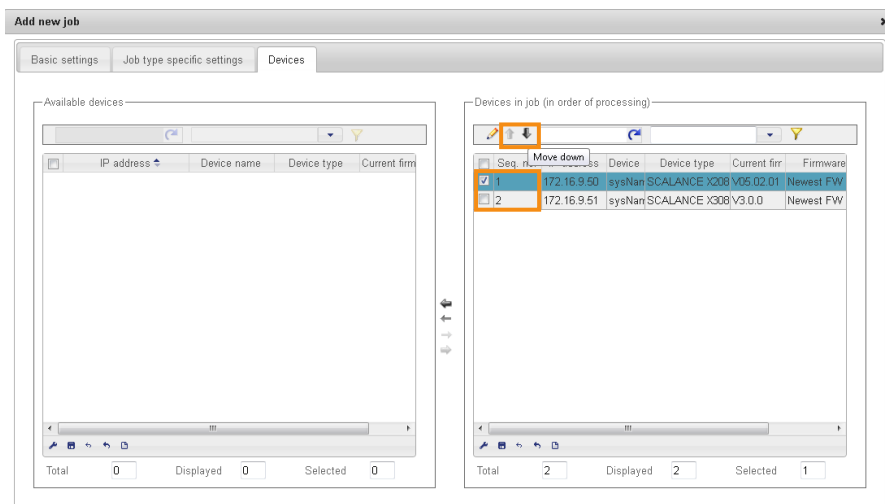 Add new job
Basic settings Job type specific settings Devices
Available devices
IP address Device name Device type Current firm
Total 0 Displayed 0 Selected 0
Devices in job (in order of processing)
Move down
Seq. address Device Device type Current firr Firmware
1 172.16.9.50 sysNan SCALANCE X208 V05.02.01 Newest FW
2 172.16.9.51 sysNan SCALANCE X308 V3.0.0 Newest FW
Total 2 Displayed 2 Selected 1